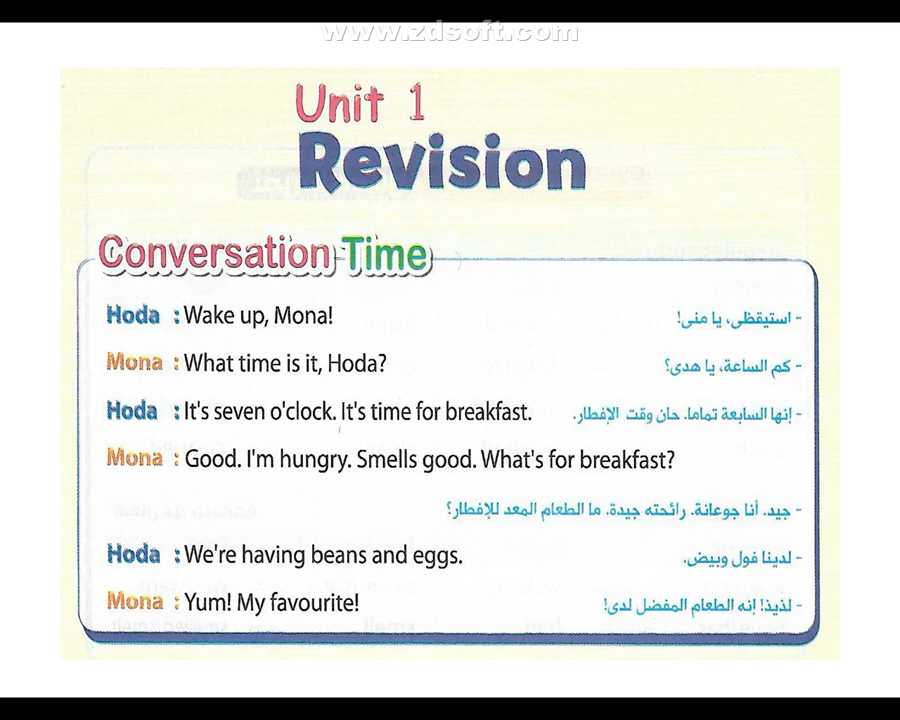 www.zdsoft.com
Unit 1
Revision
Conversation Time
Hoda : Wake up, Mona! - استيقظى، يا منى!
Mona : What time is it, Hoda? - كم الساعة، يا هدى؟
Hoda : It's seven o'clock. It's time for breakfast. - إنها السابعة تماما. حان وقت الإفطار.
Mona : Good. I'm hungry. Smells good. What's for breakfast?
- جيد. أنا جوعانة. رائحته جيدة. ما الطعام المعد للإفطار؟
Hoda : We're having beans and eggs. - لدينا فول وبيض.
Mona : Yum! My favourite! - لذيذ! إنه الطعام المفضل لدى!